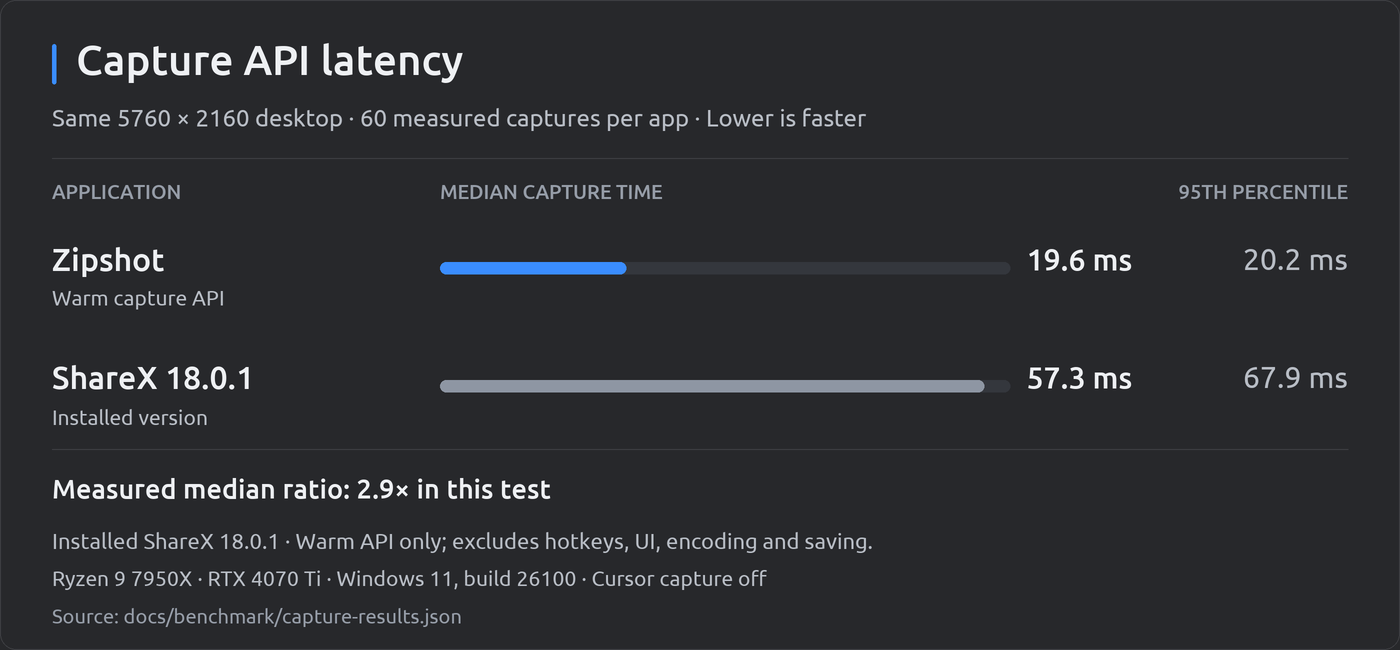 Capture API latency
Same 5760 × 2160 desktop · 60 measured captures per app · Lower is faster
APPLICATION MEDIAN CAPTURE TIME 95TH PERCENTILE
Zipshot 19.6 ms 20.2 ms
Warm capture API
ShareX 18.0.1 57.3 ms 67.9 ms
Installed version
Measured median ratio: 2.9× in this test
Installed ShareX 18.0.1 · Warm API only; excludes hotkeys, UI, encoding and saving.
Ryzen 9 7950X · RTX 4070 Ti · Windows 11, build 26100 · Cursor capture off
Source: docs/benchmark/capture-results.json